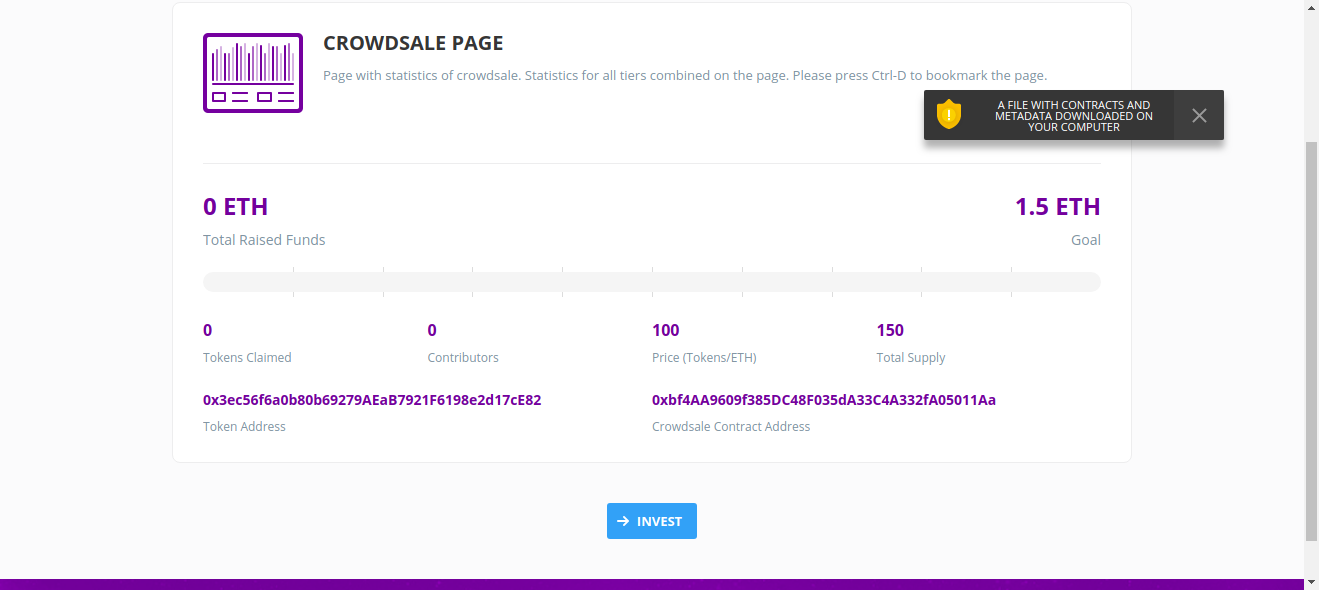 CROWDSALE PAGE
Page with statistics of crowdsale. Statistics for all tiers combined on the page. Please press Ctrl-D to bookmark the page.
A FILE WITH CONTRACTS AND
METADATA DOWNLOADED ON
YOUR COMPUTER
0 ETH
1.5 ETH
Total Raised Funds
Goal
0
0
100
150
Tokens Claimed
Contributors
Price (Tokens/ETH)
Total Supply
0x3ec56f6a0b80b69279AEaB7921F6198e2d17cE82
0xbf4AA9609f385DC48F035dA33C4A332fA05011Aa
Token Address
Crowdsale Contract Address
INVEST